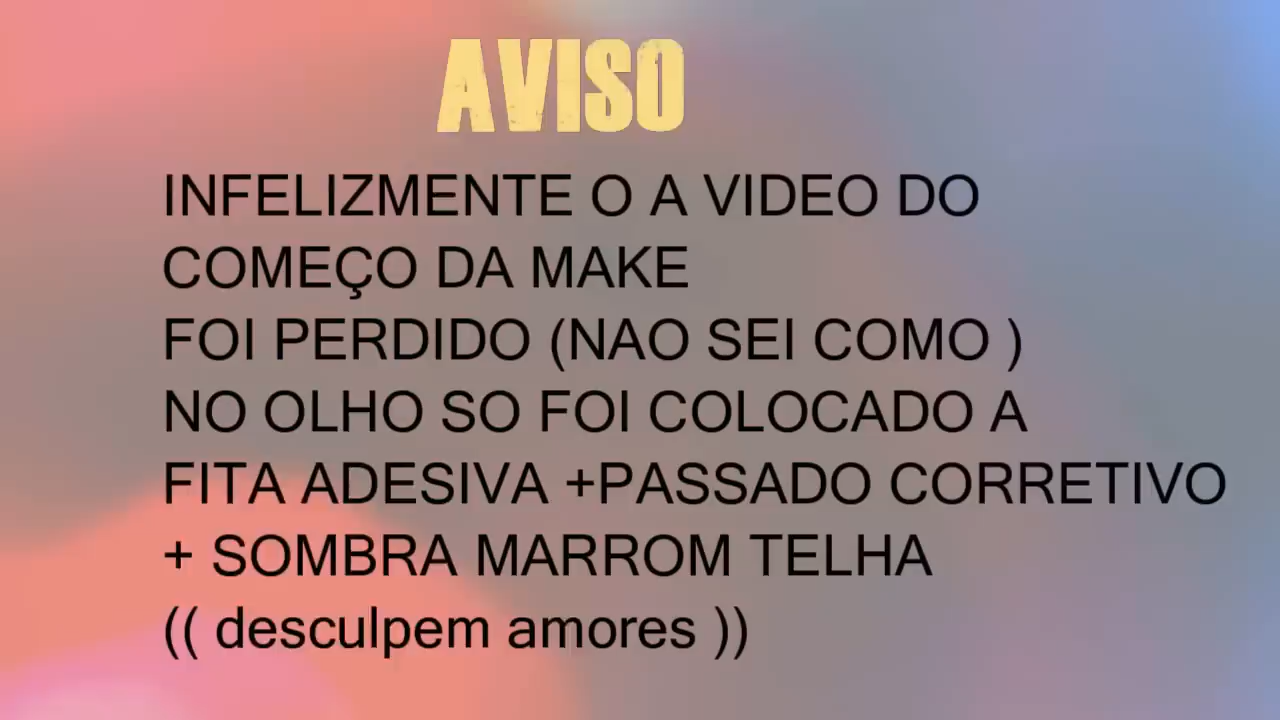 AVISO
INFELIZMENTE O A VIDEO DO
COMEÇO DA MAKE
FOI PERDIDO (NAO SEI COMO )
NO OLHO SO FOI COLOCADO A
FITA ADESIVA +PASSADO CORRETIVO
+ SOMBRA MARROM TELHA
(( desculpem amores ))